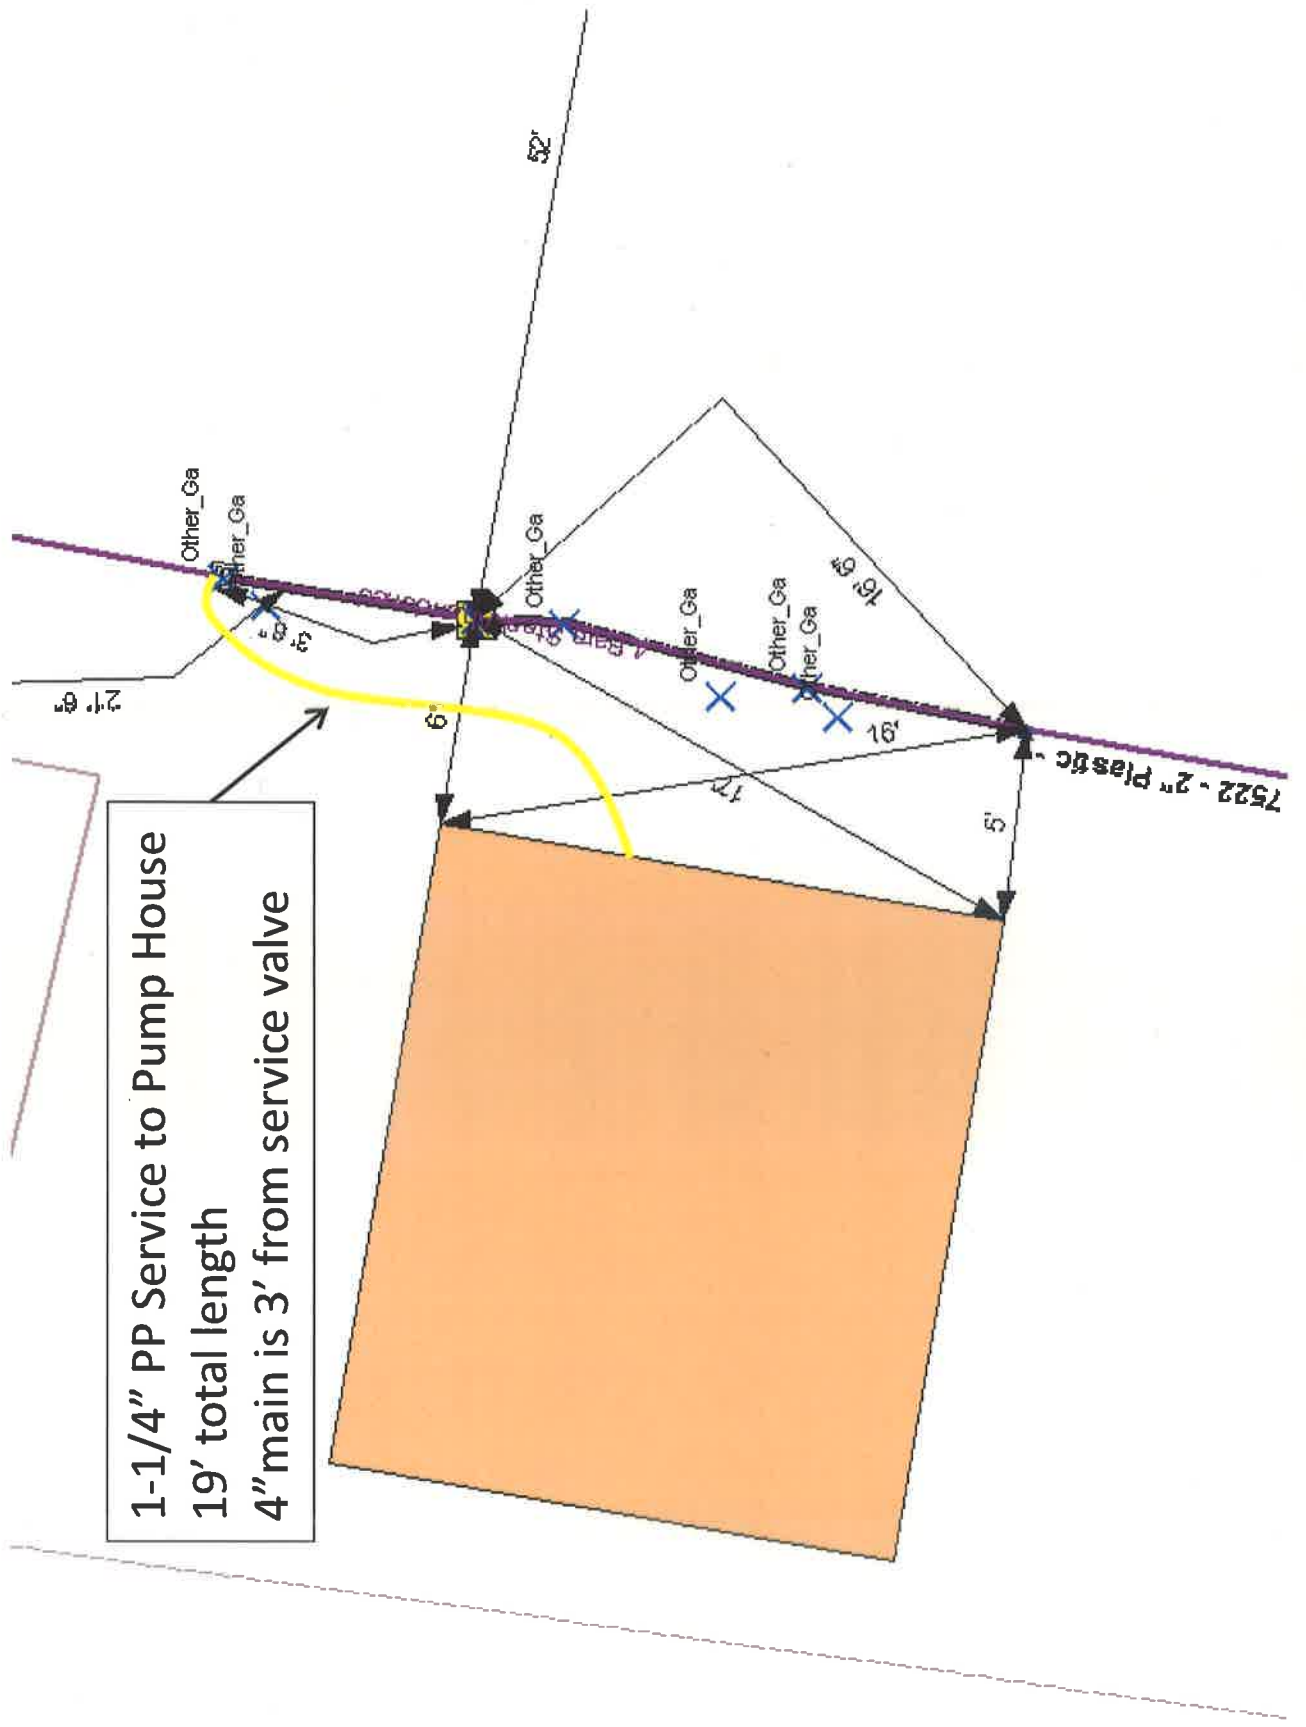 1-1/4" PP Service to Pump House
19' total length
4"main is 3' from service valve
52'
Other_Ga
Other_Ga
Other_Ga
Other_Ga
Other_Ga
Other_Ga
21' 6"
3' 6"
6'
16' 6"
16'
17'
5'
7522 - 2" Plastic -